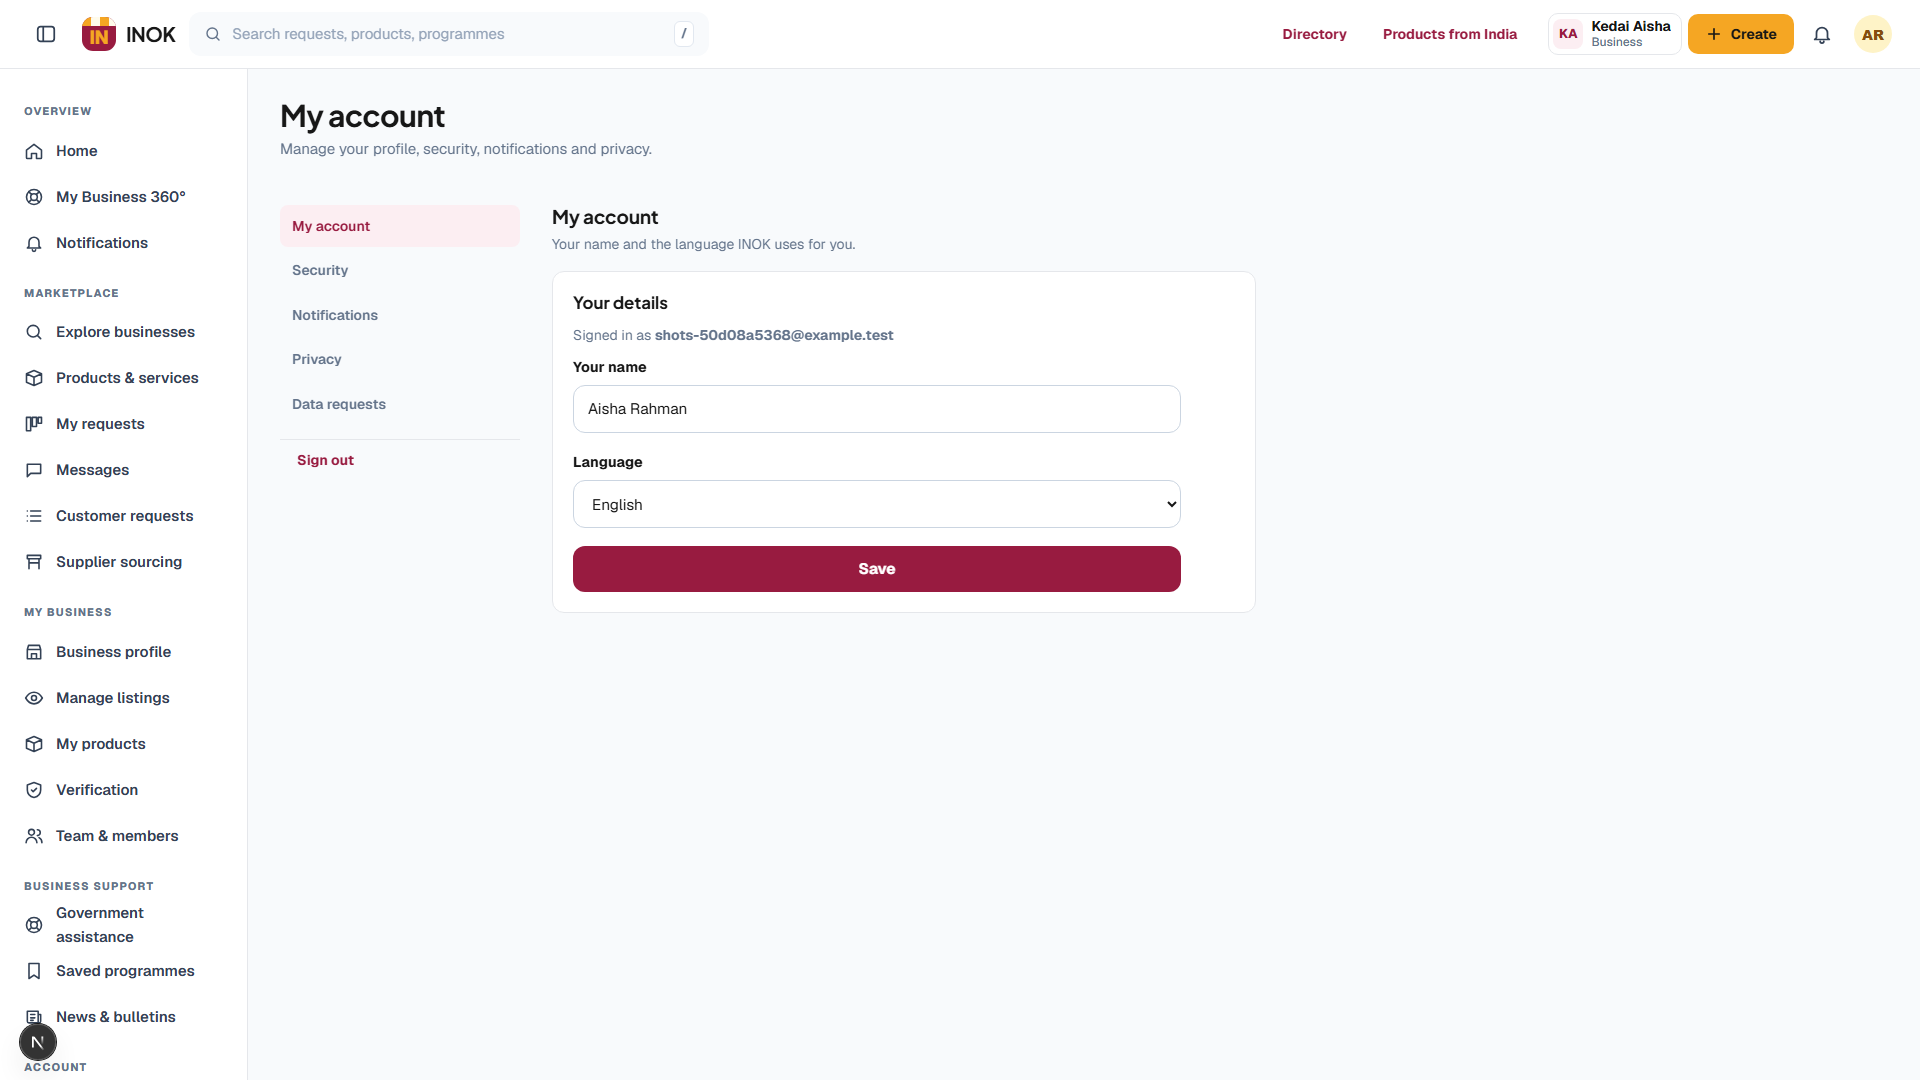 IN INOK
Search requests, products, programmes
/
Directory
Products from India
KA
Kedai Aisha
Business
Create
AR
OVERVIEW
Home
My Business 360°
Notifications
MARKETPLACE
Explore businesses
Products & services
My requests
Messages
Customer requests
Supplier sourcing
MY BUSINESS
Business profile
Manage listings
My products
Verification
Team & members
BUSINESS SUPPORT
Government
assistance
Saved programmes
News & bulletins
N
ACCOUNT
My account
Manage your profile, security, notifications and privacy.
My account
Security
Notifications
Privacy
Data requests
Sign out
My account
Your name and the language INOK uses for you.
Your details
Signed in as shots-50d08a5368@example.test
Your name
Aisha Rahman
Language
English
Save